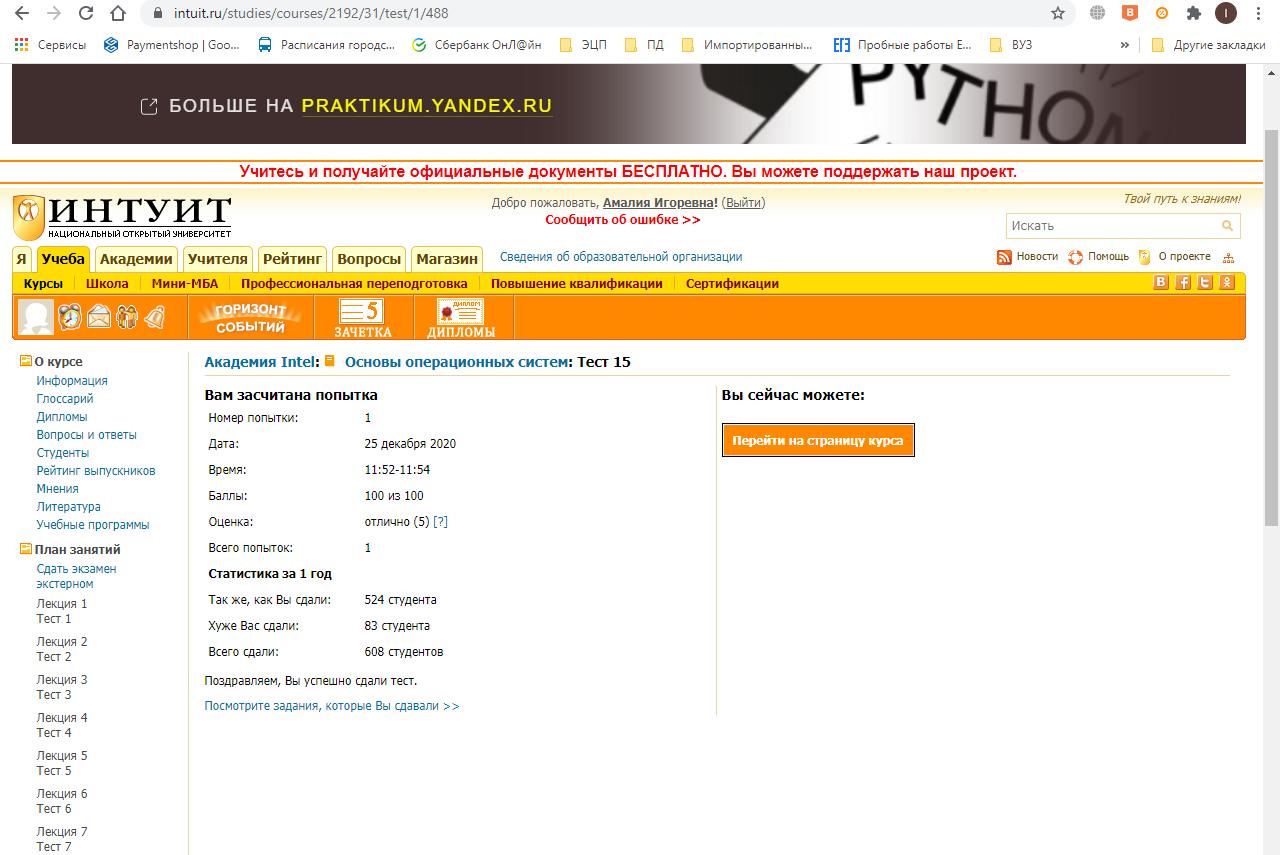 intuit.ru/studies/courses/2192/31/test/1/488
I
Сервисы Paymentshop | Goo... Расписания городс... Сбербанк ОнЛ@йн ЭЦП ПД Импортированны... Пробные работы Е... ВУЗ » Другие закладки
БОЛЬШЕ НА PRAKTIKUM.YANDEX.RU
PYTHON
Учитесь и получайте официальные документы БЕСПЛАТНО. Вы можете поддержать наш проект.
ИНТУИТ
НАЦИОНАЛЬНЫЙ ОТКРЫТЫЙ УНИВЕРСИТЕТ
Добро пожаловать, Амалия Игоревна! (Выйти)
Сообщить об ошибке >>
Твой путь к знаниям!
Искать
Я Учеба Академии Учителя Рейтинг Вопросы Магазин Сведения об образовательной организации Новости Помощь О проекте
Курсы Школа Мини-МБА Профессиональная переподготовка Повышение квалификации Сертификации
ГОРИЗОНТ
СОБЫТИЙ
5
ЗАЧЕТКА
ДИПЛОМ
ДИПЛОМЫ
О курсе
Информация
Глоссарий
Дипломы
Вопросы и ответы
Студенты
Рейтинг выпускников
Мнения
Литература
Учебные программы
План занятий
Сдать экзамен
экстерном
Лекция 1
Тест 1
Лекция 2
Тест 2
Лекция 3
Тест 3
Лекция 4
Тест 4
Лекция 5
Тест 5
Лекция 6
Тест 6
Лекция 7
Тест 7
Академия Intel: Основы операционных систем: Тест 15
Вам засчитана попытка
Номер попытки: 1
Дата: 25 декабря 2020
Время: 11:52-11:54
Баллы: 100 из 100
Оценка: отлично (5) [?]
Всего попыток: 1
Статистика за 1 год
Так же, как Вы сдали: 524 студента
Хуже Вас сдали: 83 студента
Всего сдали: 608 студентов
Поздравляем, Вы успешно сдали тест.
Посмотрите задания, которые Вы сдавали >>
Вы сейчас можете:
Перейти на страницу курса